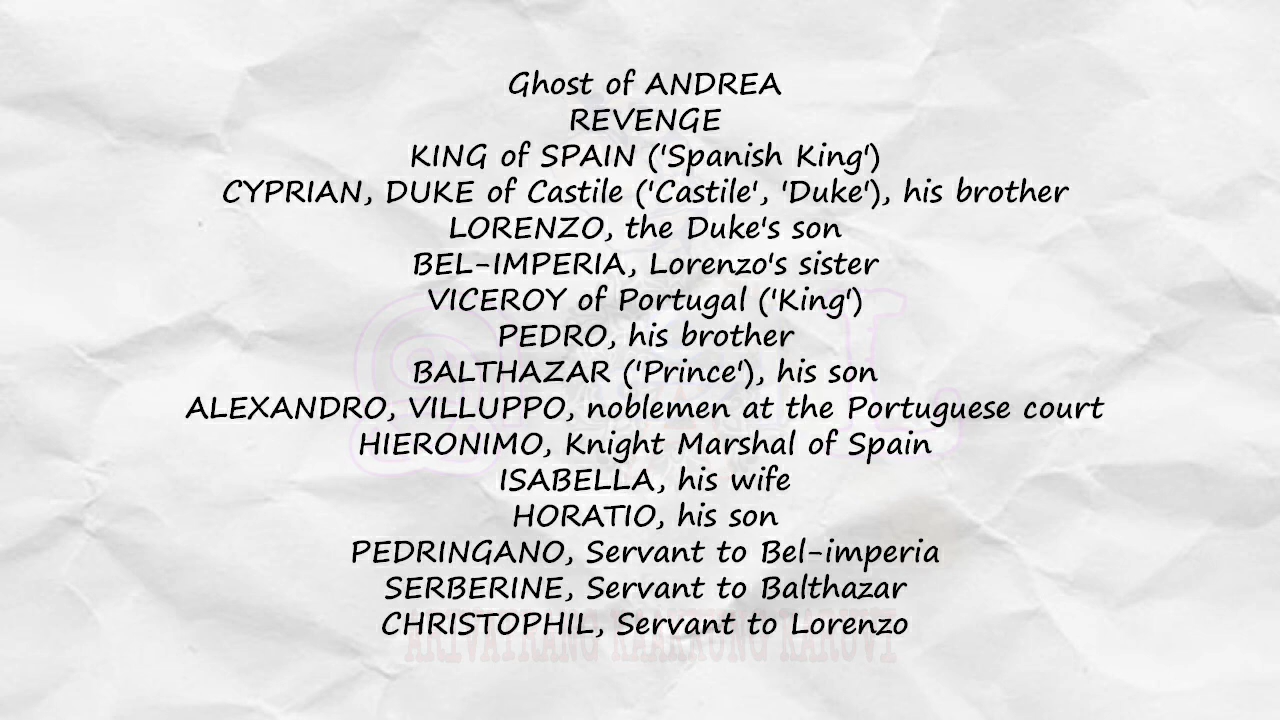 Ghost of ANDREA
REVENGE
KING of SPAIN ('Spanish King')
CYPRIAN, DUKE of Castile ('Castile', 'Duke'), his brother
LORENZO, the Duke's son
BEL-IMPERIA, Lorenzo's sister
VICEROY of Portugal ('King')
PEDRO, his brother
BALTHAZAR ('Prince'), his son
ALEXANDRO, VILLUPPO, noblemen at the Portuguese court
HIERONIMO, Knight Marshal of Spain
ISABELLA, his wife
HORATIO, his son
PEDRINGANO, Servant to Bel-imperia
SERBERINE, Servant to Balthazar
CHRISTOPHIL, Servant to Lorenzo